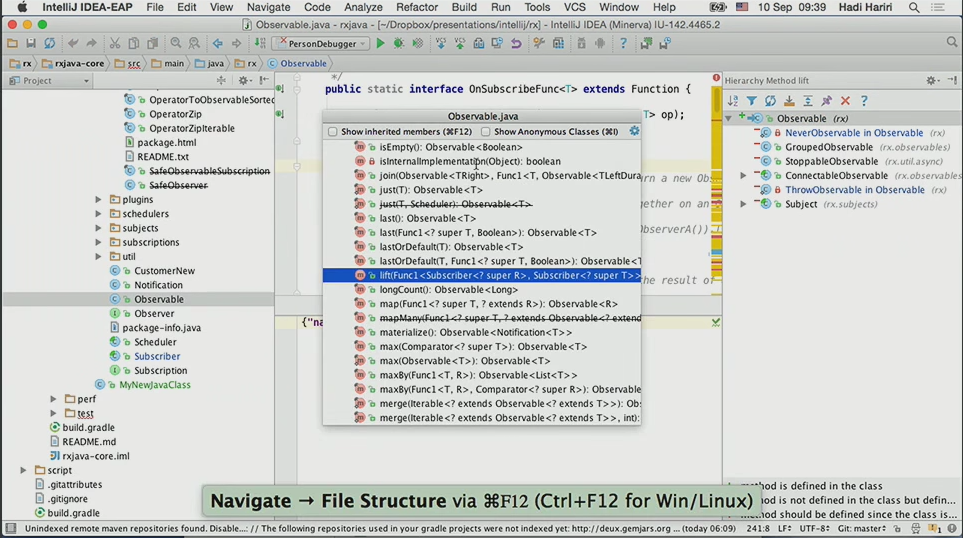 IntelliJ IDEA-EAP File Edit View Navigate Code Analyze Refactor Build Run Tools VCS Window Help 10 Sep 09:39 Hadi Hariri
Observable.java - rxjava-core - [~/Dropbox/presentations/intellij/rx] - IntelliJ IDEA (Minerva) IU-142.4465.2
PersonDebugger
rx rxjava-core src main java rx Observable
Project
OperatorToObservableSorted
OperatorZip
OperatorZipIterable
package.html
README.txt
SafeObservableSubscription
SafeObserver
plugins
schedulers
subjects
subscriptions
util
CustomerNew
Notification
Observable
Observer
package-info.java
Scheduler
Subscriber
Subscription
MyNewJavaClass
perf
test
build.gradle
README.md
rxjava-core.iml
script
.gitattributes
.gitignore
build.gradle
*/
public static interface OnSubscribeFunc<T> extends Function {
T> op);
urn a new Obs
gether on an
ObserverA())
the result of
{"na
Observable.java
Show inherited members (⌘F12) Show Anonymous Classes (⌘I)
isEmpty(): Observable<Boolean>
isInternalImplementation(Object): boolean
join(Observable<TRight>, Func1<T, Observable<TLeftDura
just(T): Observable<T>
just(T, Scheduler): Observable<T>
last(): Observable<T>
last(Func1<? super T, Boolean>): Observable<T>
lastOrDefault(T): Observable<T>
lastOrDefault(T, Func1<? super T, Boolean>): Observable<T
lift(Func1<Subscriber<? super R>, Subscriber<? super T>>
longCount(): Observable<Long>
map(Func1<? super T, ? extends R>): Observable<R>
mapMany(Func1<? super T, ? extends Observable<? extend
materialize(): Observable<Notification<T>>
max(Comparator<? super T>): Observable<T>
max(Observable<T>): Observable<T>
maxBy(Func1<T, R>): Observable<List<T>>
maxBy(Func1<T, R>, Comparator<? super R>): Observable
merge(Iterable<? extends Observable<? extends T>>): Obs
merge(Iterable<? extends Observable<? extends T>>, int):
Hierarchy Method lift
Observable (rx)
NeverObservable in Observable (rx)
GroupedObservable (rx.observables)
StoppableObservable (rx.util.async)
ConnectableObservable (rx.observables)
ThrowObservable in Observable (rx)
Subject (rx.subjects)
method is defined in the class
method is not defined in the class but defin...
method should be defined since the class is...
Navigate → File Structure via ⌘F12 (Ctrl+F12 for Win/Linux)
Unindexed remote maven repositories found. Disable... // The following repositories used in your gradle projects were not indexed yet: http://deux.gemjars.org... (today 06:09) 241:8 LF÷ UTF-8÷ Git: master÷